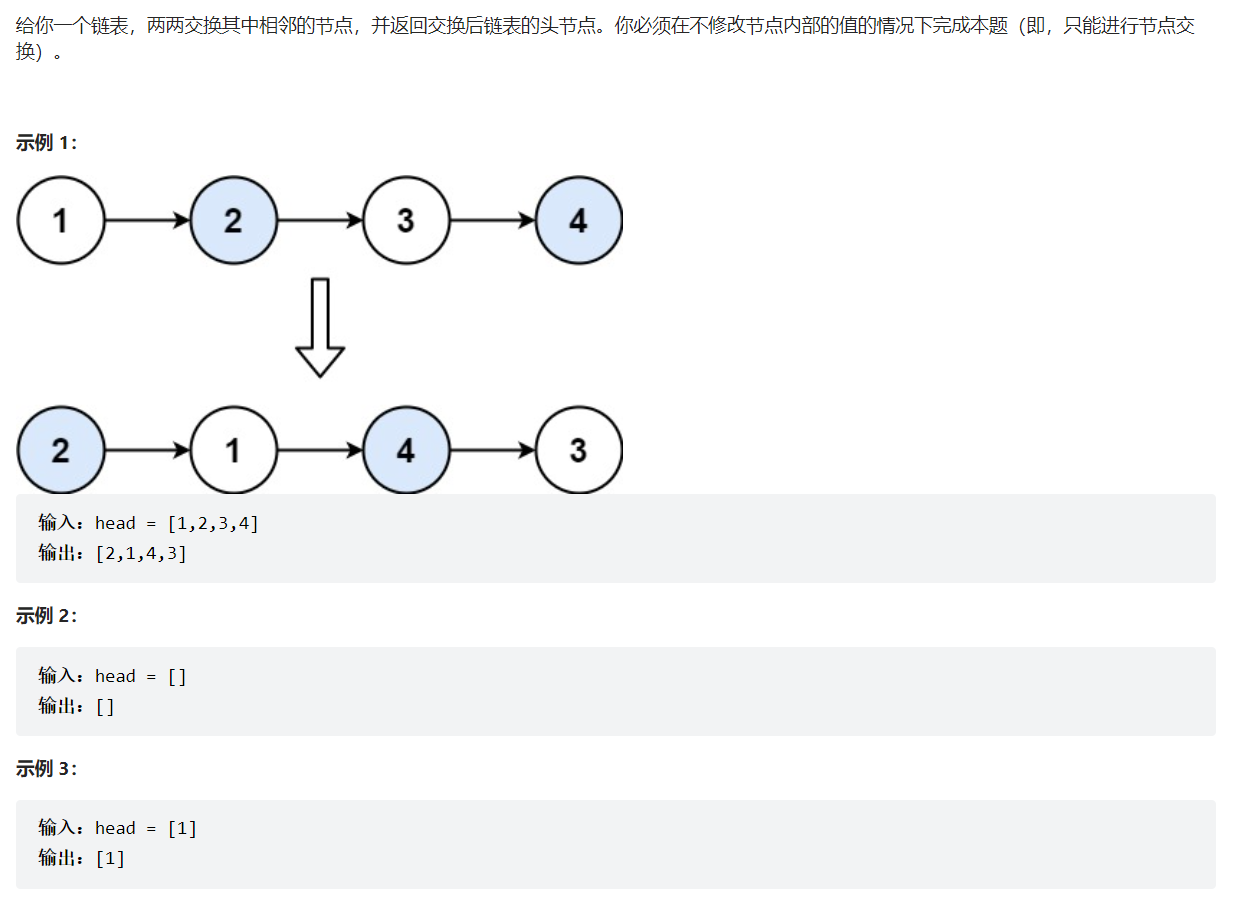 给你一个链表，两两交换其中相邻的节点，并返回交换后链表的头节点。你必须在不修改节点内部的值的情况下完成本题（即，只能进行节点交
换）。
示例 1：
1 2 3 4
2 1 4 3
输入：head = [1,2,3,4]
输出：[2,1,4,3]
示例 2：
输入：head = []
输出：[]
示例 3：
输入：head = [1]
输出：[1]